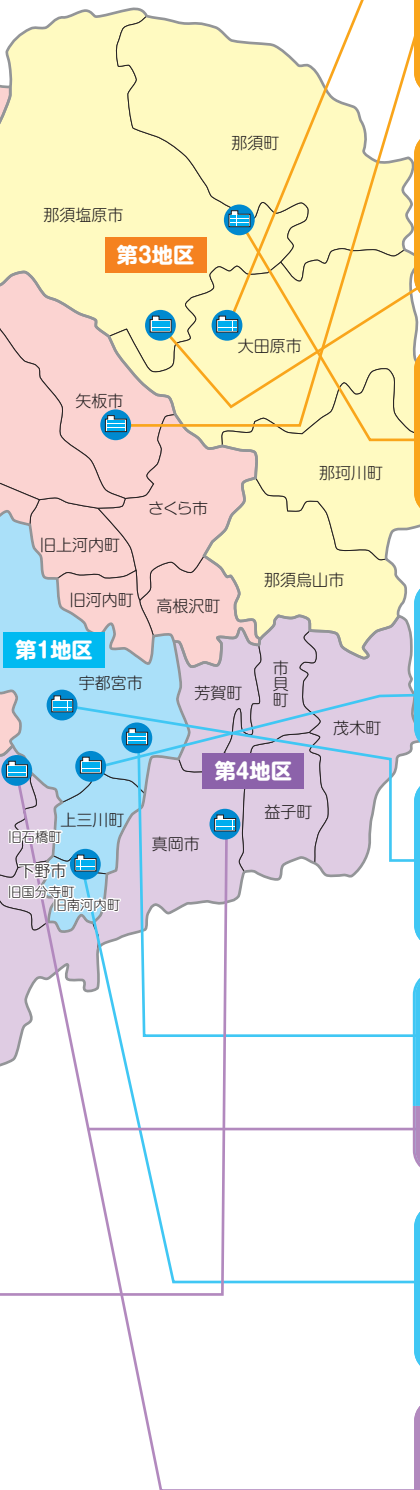 那須町
那須塩原市
第3地区
大田原市
矢板市
那珂川町
さくら市
旧上河内町
那須烏山市
旧河内町
高根沢町
第1地区
宇都宮市
芳賀町
市貝町
茂木町
第4地区
益子町
上三川町
旧石橋町
真岡市
下野市
旧国分寺町
旧南河内町